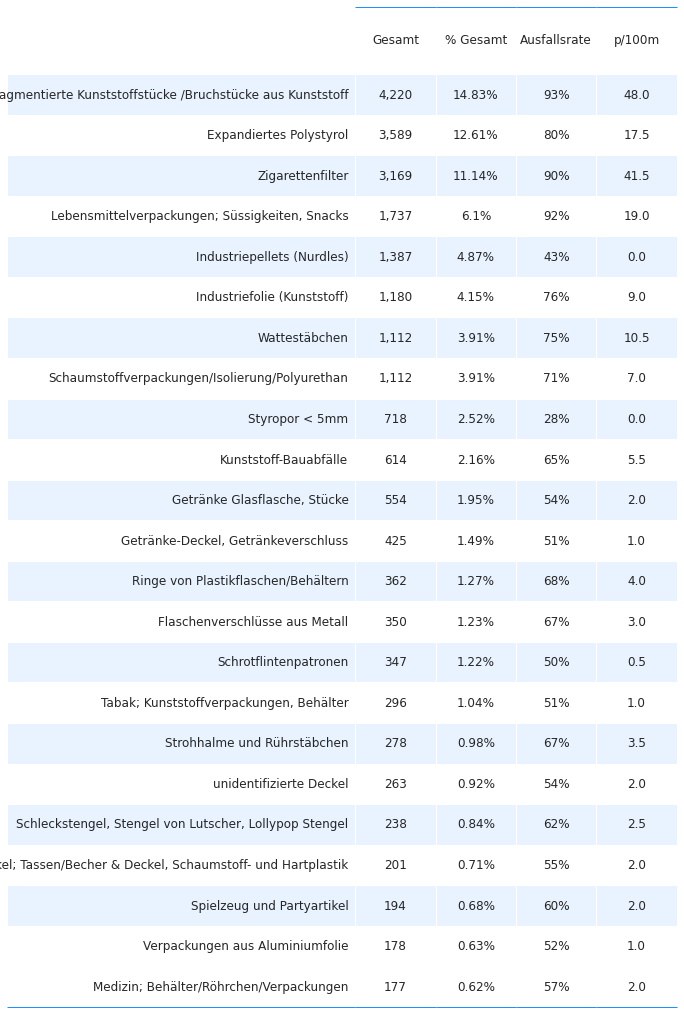 Gesamt % Gesamt Ausfallsrate p/100m
agmentierte Kunststoffstücke /Bruchstücke aus Kunststoff 4,220 14.83% 93% 48.0
Expandiertes Polystyrol 3,589 12.61% 80% 17.5
Zigarettenfilter 3,169 11.14% 90% 41.5
Lebensmittelverpackungen; Süssigkeiten, Snacks 1,737 6.1% 92% 19.0
Industriepellets (Nurdles) 1,387 4.87% 43% 0.0
Industriefolie (Kunststoff) 1,180 4.15% 76% 9.0
Wattestäbchen 1,112 3.91% 75% 10.5
Schaumstoffverpackungen/Isolierung/Polyurethan 1,112 3.91% 71% 7.0
Styropor < 5mm 718 2.52% 28% 0.0
Kunststoff-Bauabfälle 614 2.16% 65% 5.5
Getränke Glasflasche, Stücke 554 1.95% 54% 2.0
Getränke-Deckel, Getränkeverschluss 425 1.49% 51% 1.0
Ringe von Plastikflaschen/Behältern 362 1.27% 68% 4.0
Flaschenverschlüsse aus Metall 350 1.23% 67% 3.0
Schrotflintenpatronen 347 1.22% 50% 0.5
Tabak; Kunststoffverpackungen, Behälter 296 1.04% 51% 1.0
Strohhalme und Rührstäbchen 278 0.98% 67% 3.5
unidentifizierte Deckel 263 0.92% 54% 2.0
Schleckstengel, Stengel von Lutscher, Lollypop Stengel 238 0.84% 62% 2.5
kel; Tassen/Becher & Deckel, Schaumstoff- und Hartplastik 201 0.71% 55% 2.0
Spielzeug und Partyartikel 194 0.68% 60% 2.0
Verpackungen aus Aluminiumfolie 178 0.63% 52% 1.0
Medizin; Behälter/Röhrchen/Verpackungen 177 0.62% 57% 2.0